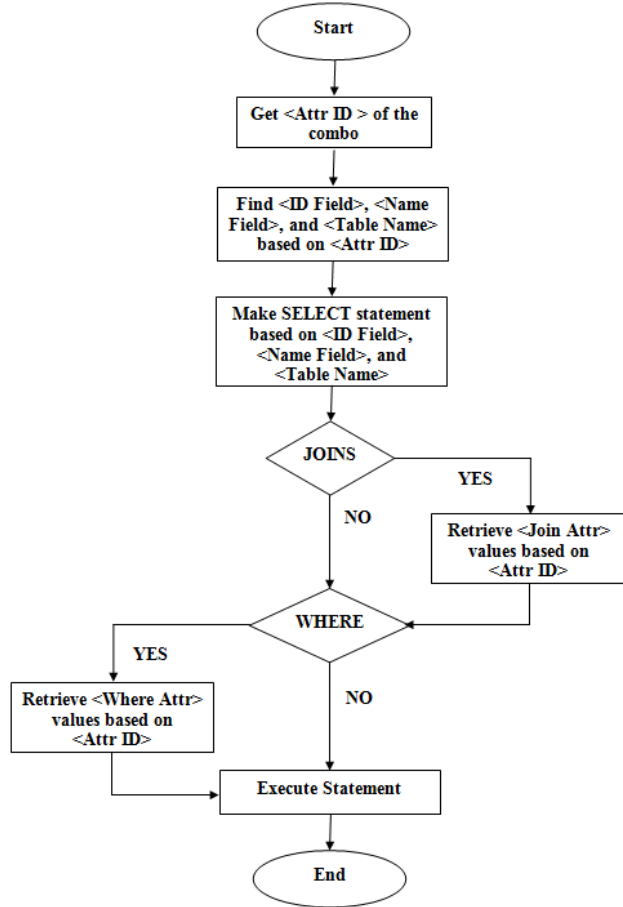 Start
Get <Attr ID > of the
combo
Find <ID Field>, <Name
Field>, and <Table Name>
based on <Attr ID>
Make SELECT statement
based on <ID Field>,
<Name Field>, and
<Table Name>
JOINS
YES
NO
Retrieve <Join Attr>
values based on
<Attr ID>
WHERE
YES
NO
Retrieve <Where Attr>
values based on
<Attr ID>
Execute Statement
End